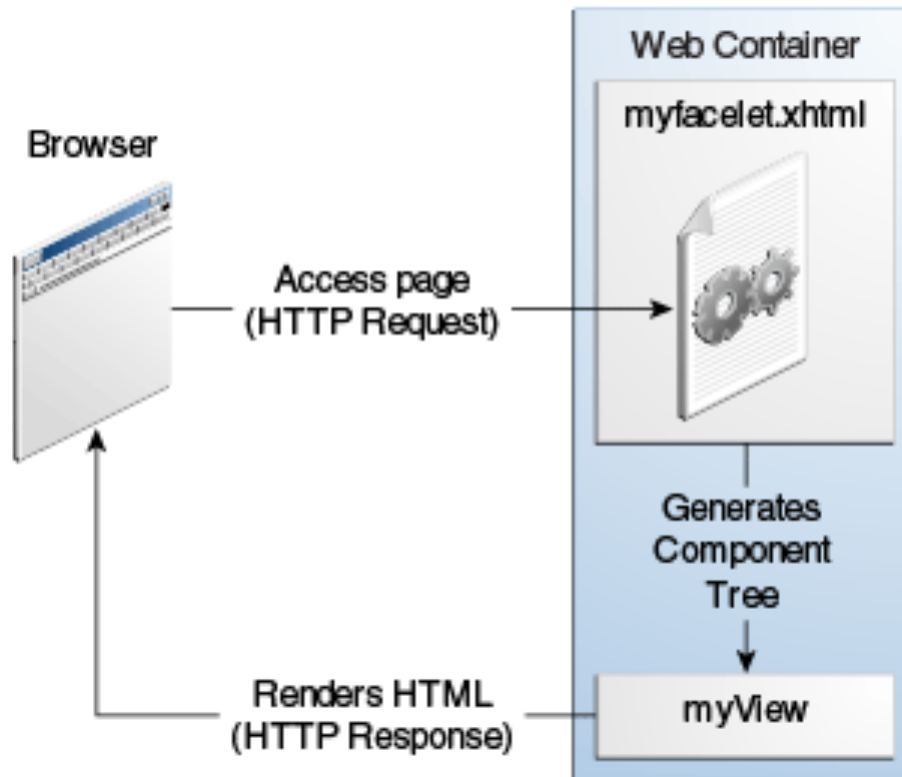 Web Container
myfacelet.xhtml
Browser
Access page
(HTTP Request)
Generates
Component
Tree
Renders HTML
(HTTP Response)
myView